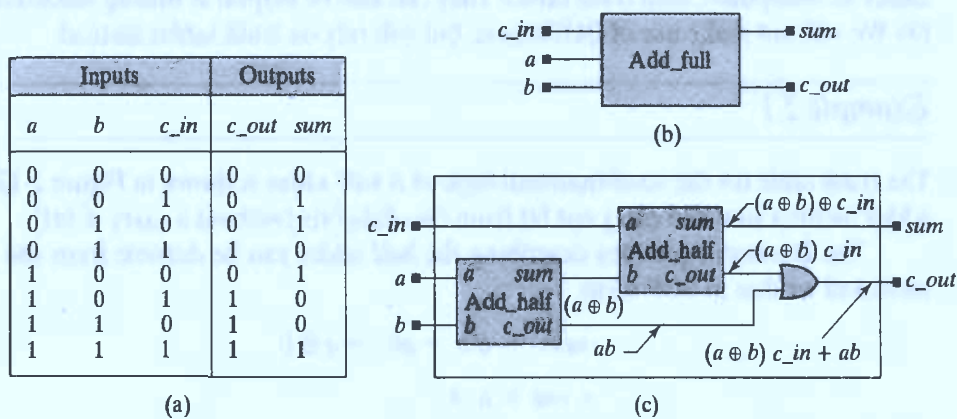 Inputs Outputs
a b c_in c_out sum
0 0 0 0 0
0 0 1 0 1
0 1 0 0 1
0 1 1 1 0
1 0 0 0 1
1 0 1 1 0
1 1 0 1 0
1 1 1 1 1
(a)
c_in
a
b
Add_full
sum
c_out
(b)
c_in
a
b
a sum
Add_half
b c_out
(a ⊕ b)
ab
a sum
Add_half
b c_out
(a ⊕ b) ⊕ c_in
(a ⊕ b) c_in
(a ⊕ b) c_in + ab
sum
c_out
(c)